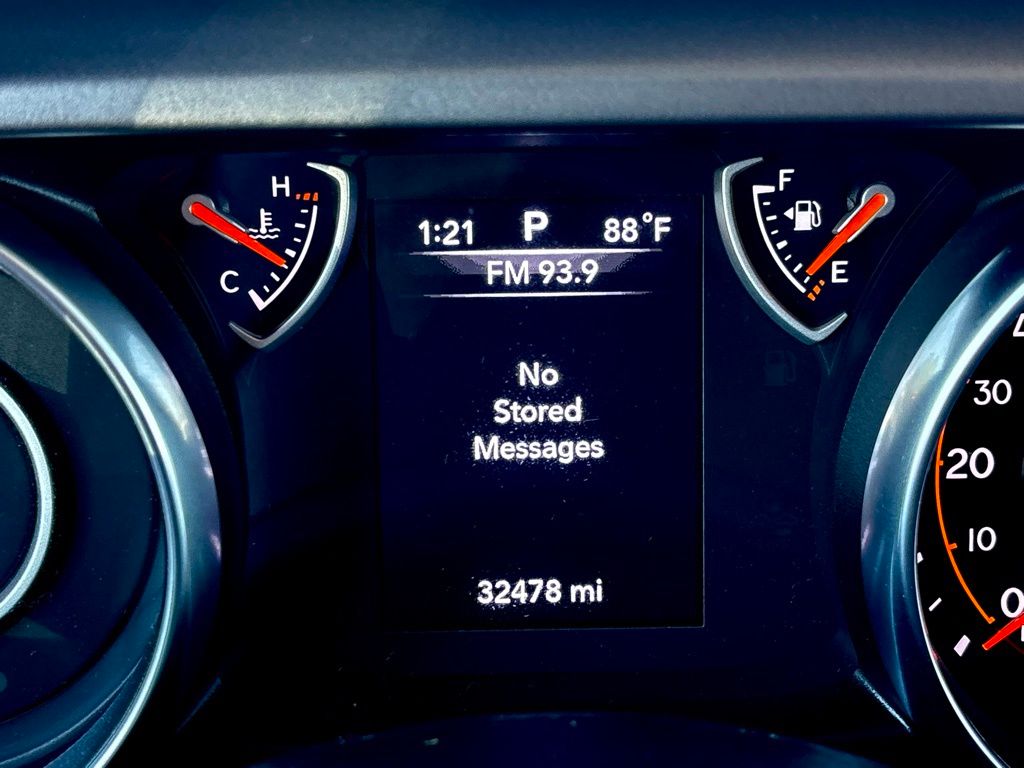 H
C
1:21 P 88°F
FM 93.9
No
Stored
Messages
32478 mi
F
E
30
20
10
0